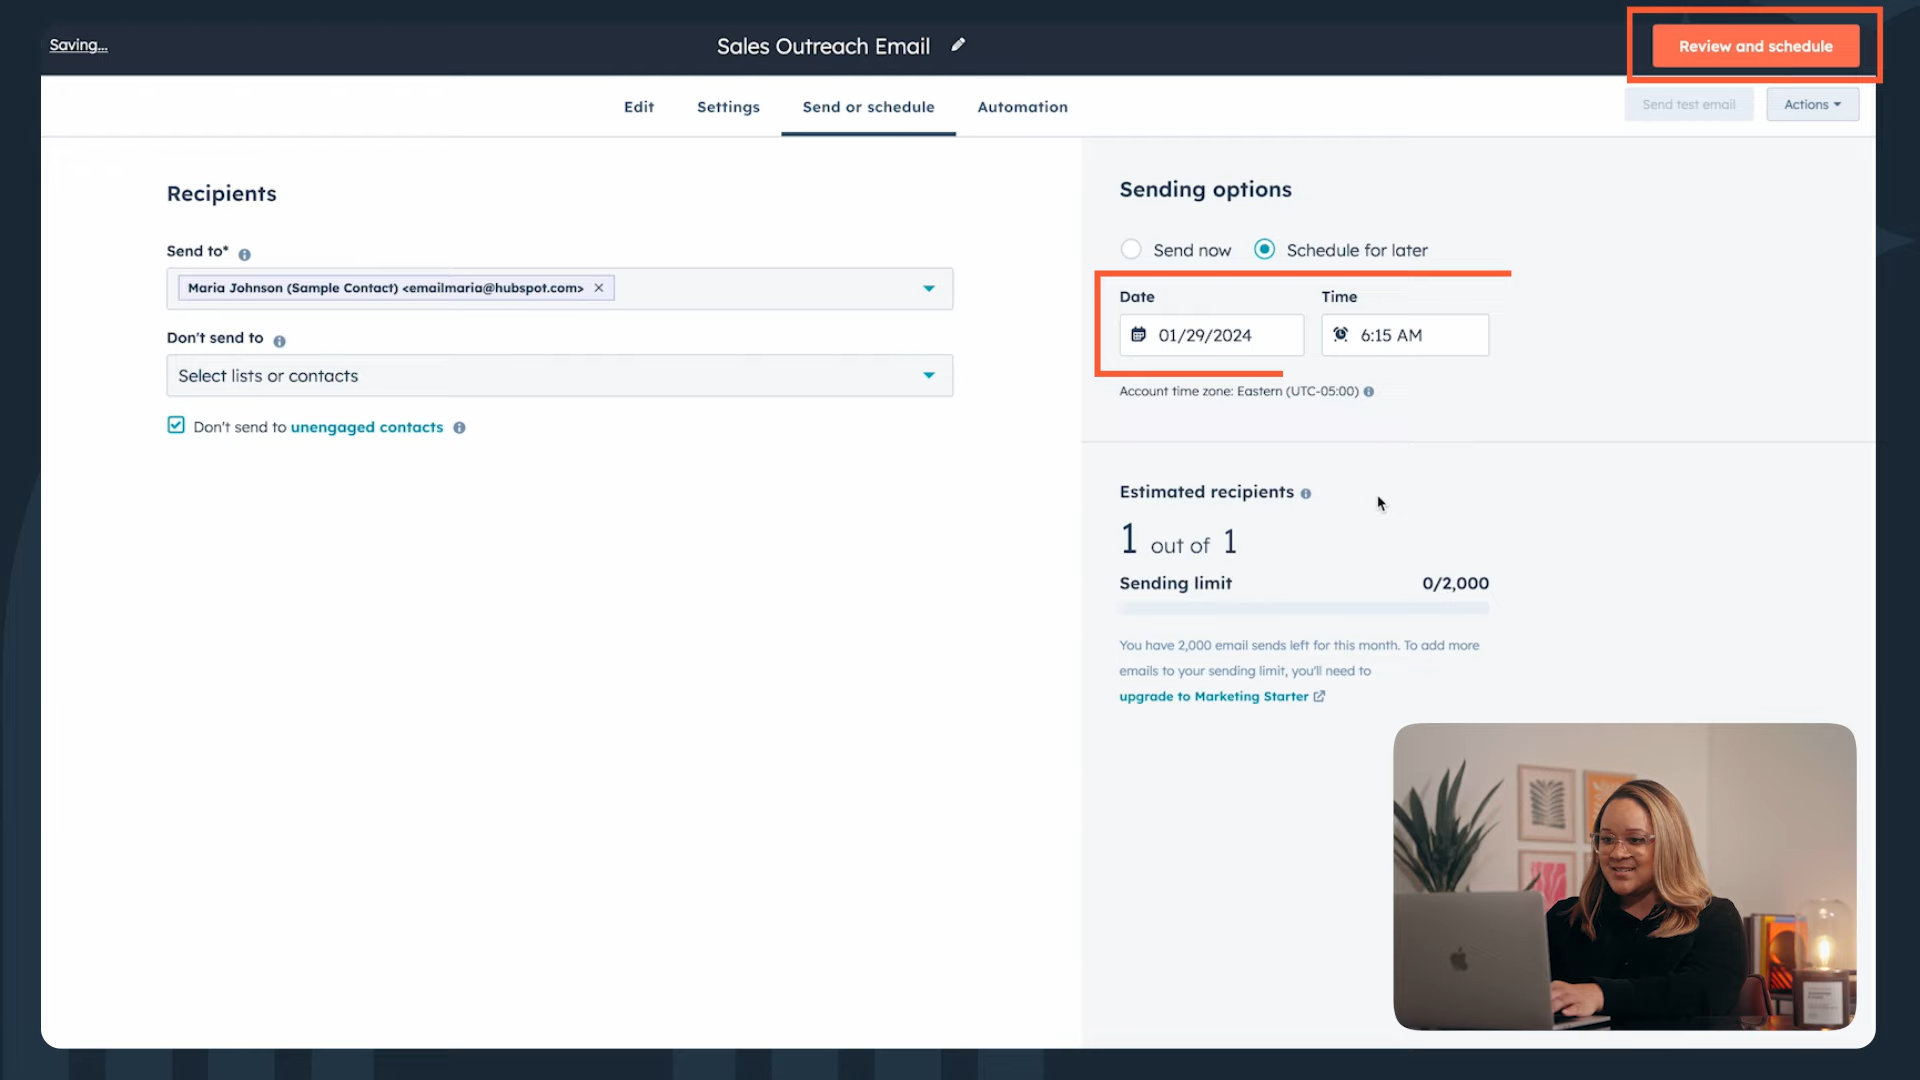 Saving...
Sales Outreach Email
Review and schedule
Edit
Settings
Send or schedule
Automation
Send test email
Actions
Recipients
Send to*
Maria Johnson (Sample Contact) <emailmaria@hubspot.com>
Don't send to
Select lists or contacts
Don't send to unengaged contacts
Sending options
Send now
Schedule for later
Date
Time
01/29/2024
6:15 AM
Account time zone: Eastern (UTC-05:00)
Estimated recipients
1 out of 1
Sending limit
0/2,000
You have 2,000 email sends left for this month. To add more
emails to your sending limit, you'll need to
upgrade to Marketing Starter